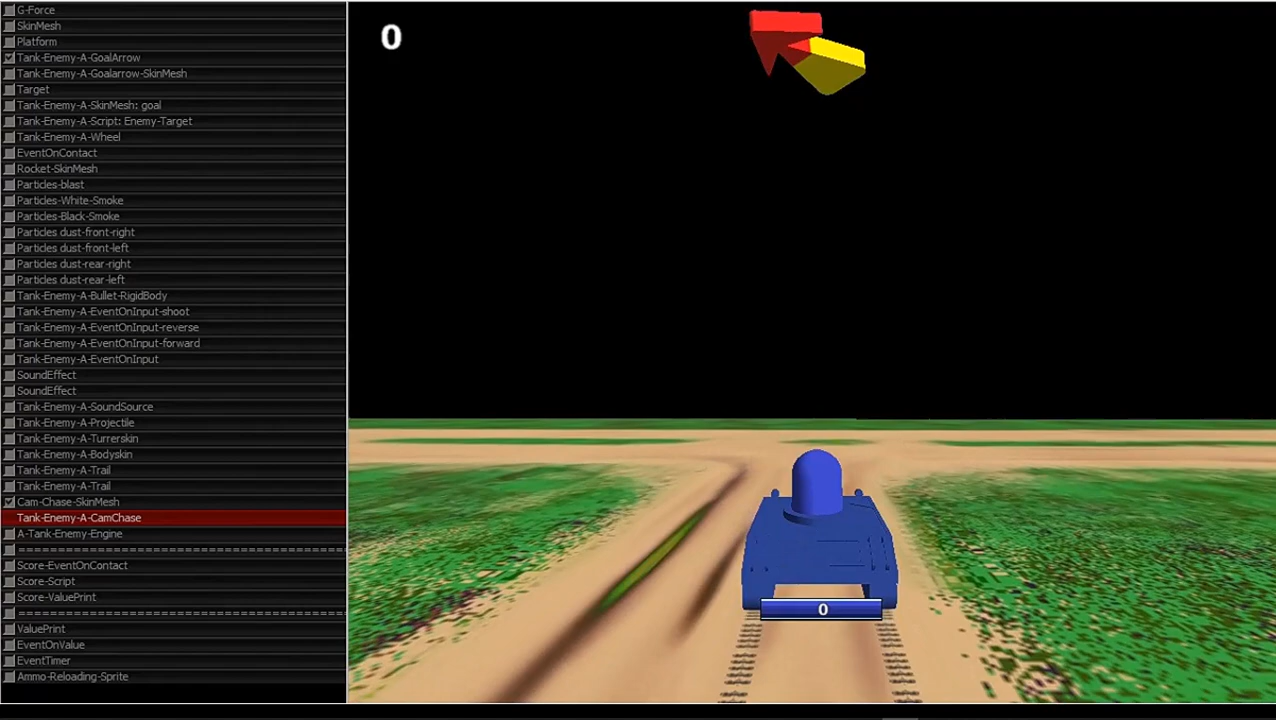 G-Force
SkinMesh
Platform
Tank-Enemy-A-GoalArrow
Tank-Enemy-A-Goalarrow-SkinMesh
Target
Tank-Enemy-A-SkinMesh: goal
Tank-Enemy-A-Script: Enemy-Target
Tank-Enemy-A-Wheel
EventOnContact
Rocket-SkinMesh
Particles-blast
Particles-White-Smoke
Particles-Black-Smoke
Particles dust-front-right
Particles dust-front-left
Particles dust-rear-right
Particles dust-rear-left
Tank-Enemy-A-Bullet-RigidBody
Tank-Enemy-A-EventOnInput-shoot
Tank-Enemy-A-EventOnInput-reverse
Tank-Enemy-A-EventOnInput-forward
Tank-Enemy-A-EventOnInput
SoundEffect
SoundEffect
Tank-Enemy-A-SoundSource
Tank-Enemy-A-Projectile
Tank-Enemy-A-Turrerskin
Tank-Enemy-A-Bodyskin
Tank-Enemy-A-Trail
Tank-Enemy-A-Trail
Cam-Chase-SkinMesh
Tank-Enemy-A-CamChase
A-Tank-Enemy-Engine
====================================
Score-EventOnContact
Score-Script
Score-ValuePrint
====================================
ValuePrint
EventOnValue
EventTimer
Ammo-Reloading-Sprite
0
0